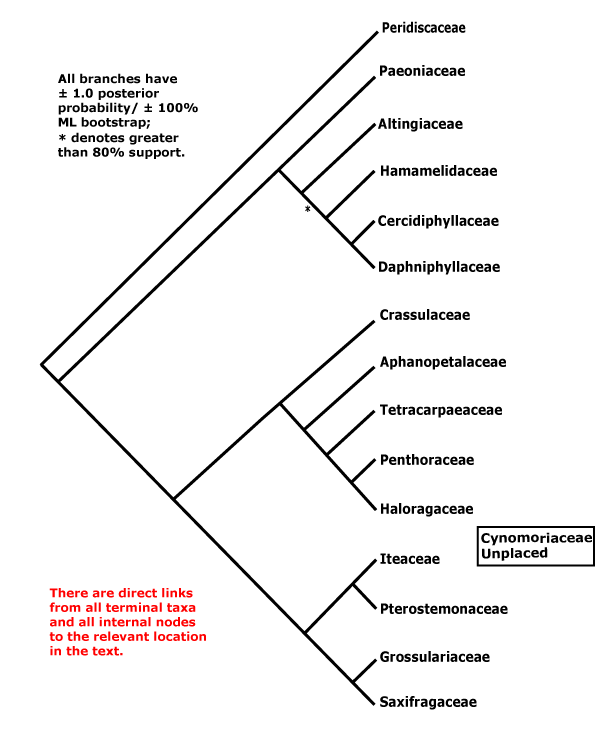 Peridiscaceae
All branches have
± 1.0 posterior
probability/ ± 100%
ML bootstrap;
* denotes greater
than 80% support.
Paeoniaceae
Altingiaceae
Hamamelidaceae
*
Cercidiphyllaceae
Daphniphyllaceae
Crassulaceae
Aphanopetalaceae
Tetracarpaeaceae
Penthoraceae
Haloragaceae
Cynomoriaceae
Unplaced
Iteaceae
There are direct links
from all terminal taxa
and all internal nodes
to the relevant location
in the text.
Pterostemonaceae
Grossulariaceae
Saxifragaceae